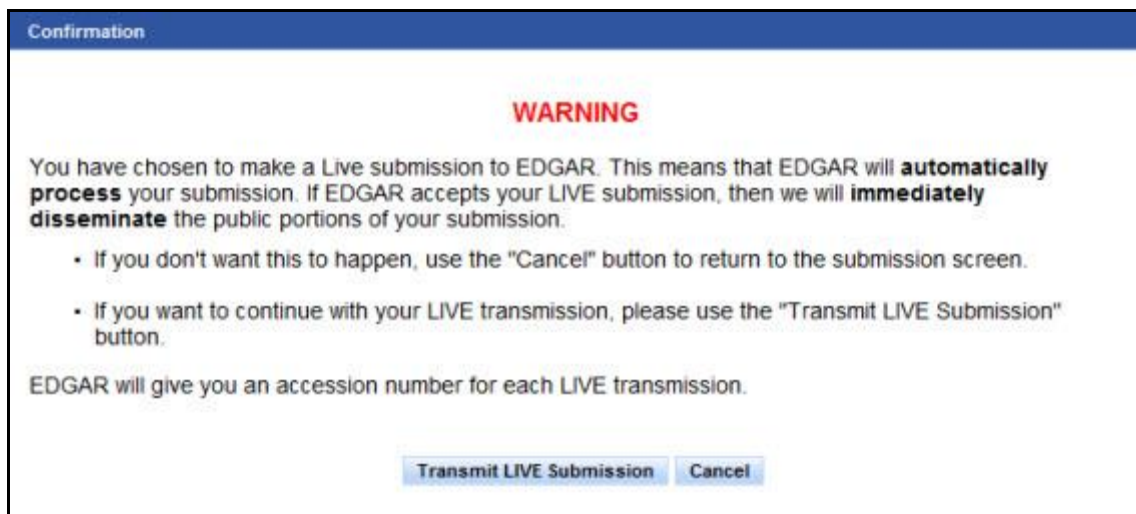 Confirmation
WARNING
You have chosen to make a Live submission to EDGAR. This means that EDGAR will automatically
process your submission. If EDGAR accepts your LIVE submission, then we will immediately
disseminate the public portions of your submission.
• If you don't want this to happen, use the "Cancel" button to return to the submission screen.
• If you want to continue with your LIVE transmission, please use the "Transmit LIVE Submission"
button.
EDGAR will give you an accession number for each LIVE transmission.
Transmit LIVE Submission Cancel